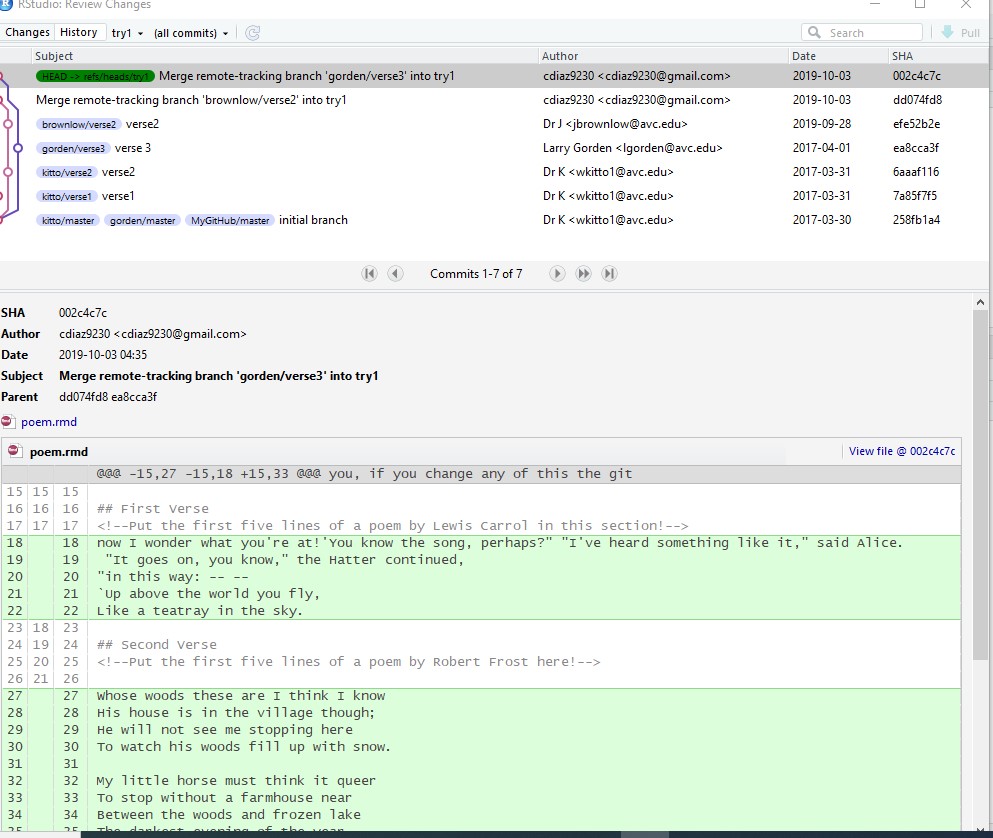 RStudio: Review Changes
Changes History try1 (all commits) Search Pull
Subject Author Date SHA
HEAD -> refs/heads/try1 Merge remote-tracking branch 'gorden/verse3' into try1 cdiaz9230 <cdiaz9230@gmail.com> 2019-10-03 002c4c7c
Merge remote-tracking branch 'brownlow/verse2' into try1 cdiaz9230 <cdiaz9230@gmail.com> 2019-10-03 dd074fd8
brownlow/verse2 verse2 Dr J <jbrownlow@avc.edu> 2019-09-28 efe52b2e
gorden/verse3 verse 3 Larry Gorden <lgorden@avc.edu> 2017-04-01 ea8cca3f
kitto/verse2 verse2 Dr K <wkitto1@avc.edu> 2017-03-31 6aaaf116
kitto/verse1 verse1 Dr K <wkitto1@avc.edu> 2017-03-31 7a85f7f5
kitto/master gorden/master MyGitHub/master initial branch Dr K <wkitto1@avc.edu> 2017-03-30 258fb1a4
Commits 1-7 of 7
SHA 002c4c7c
Author cdiaz9230 <cdiaz9230@gmail.com>
Date 2019-10-03 04:35
Subject Merge remote-tracking branch 'gorden/verse3' into try1
Parent dd074fd8 ea8cca3f
poem.rmd
poem.rmd View file @ 002c4c7c
@@@ -15,27 -15,18 +15,33 @@@ you, if you change any of this the git
15 15 15
16 16 16 ## First Verse
17 17 17 <!--Put the first five lines of a poem by Lewis Carrol in this section!-->
18 18 now I wonder what you're at!'You know the song, perhaps?" "I've heard something like it," said Alice.
19 19 "It goes on, you know," the Hatter continued,
20 20 "in this way: -- --
21 21 `Up above the world you fly,
22 22 Like a teatray in the sky.
23 18 23
24 19 24 ## Second Verse
25 20 25 <!--Put the first five lines of a poem by Robert Frost here!-->
26 21 26
27 27 Whose woods these are I think I know
28 28 His house is in the village though;
29 29 He will not see me stopping here
30 30 To watch his woods fill up with snow.
31 31
32 32 My little horse must think it queer
33 33 To stop without a farmhouse near
34 34 Between the woods and frozen lake
35 35 The darkest evening of the year